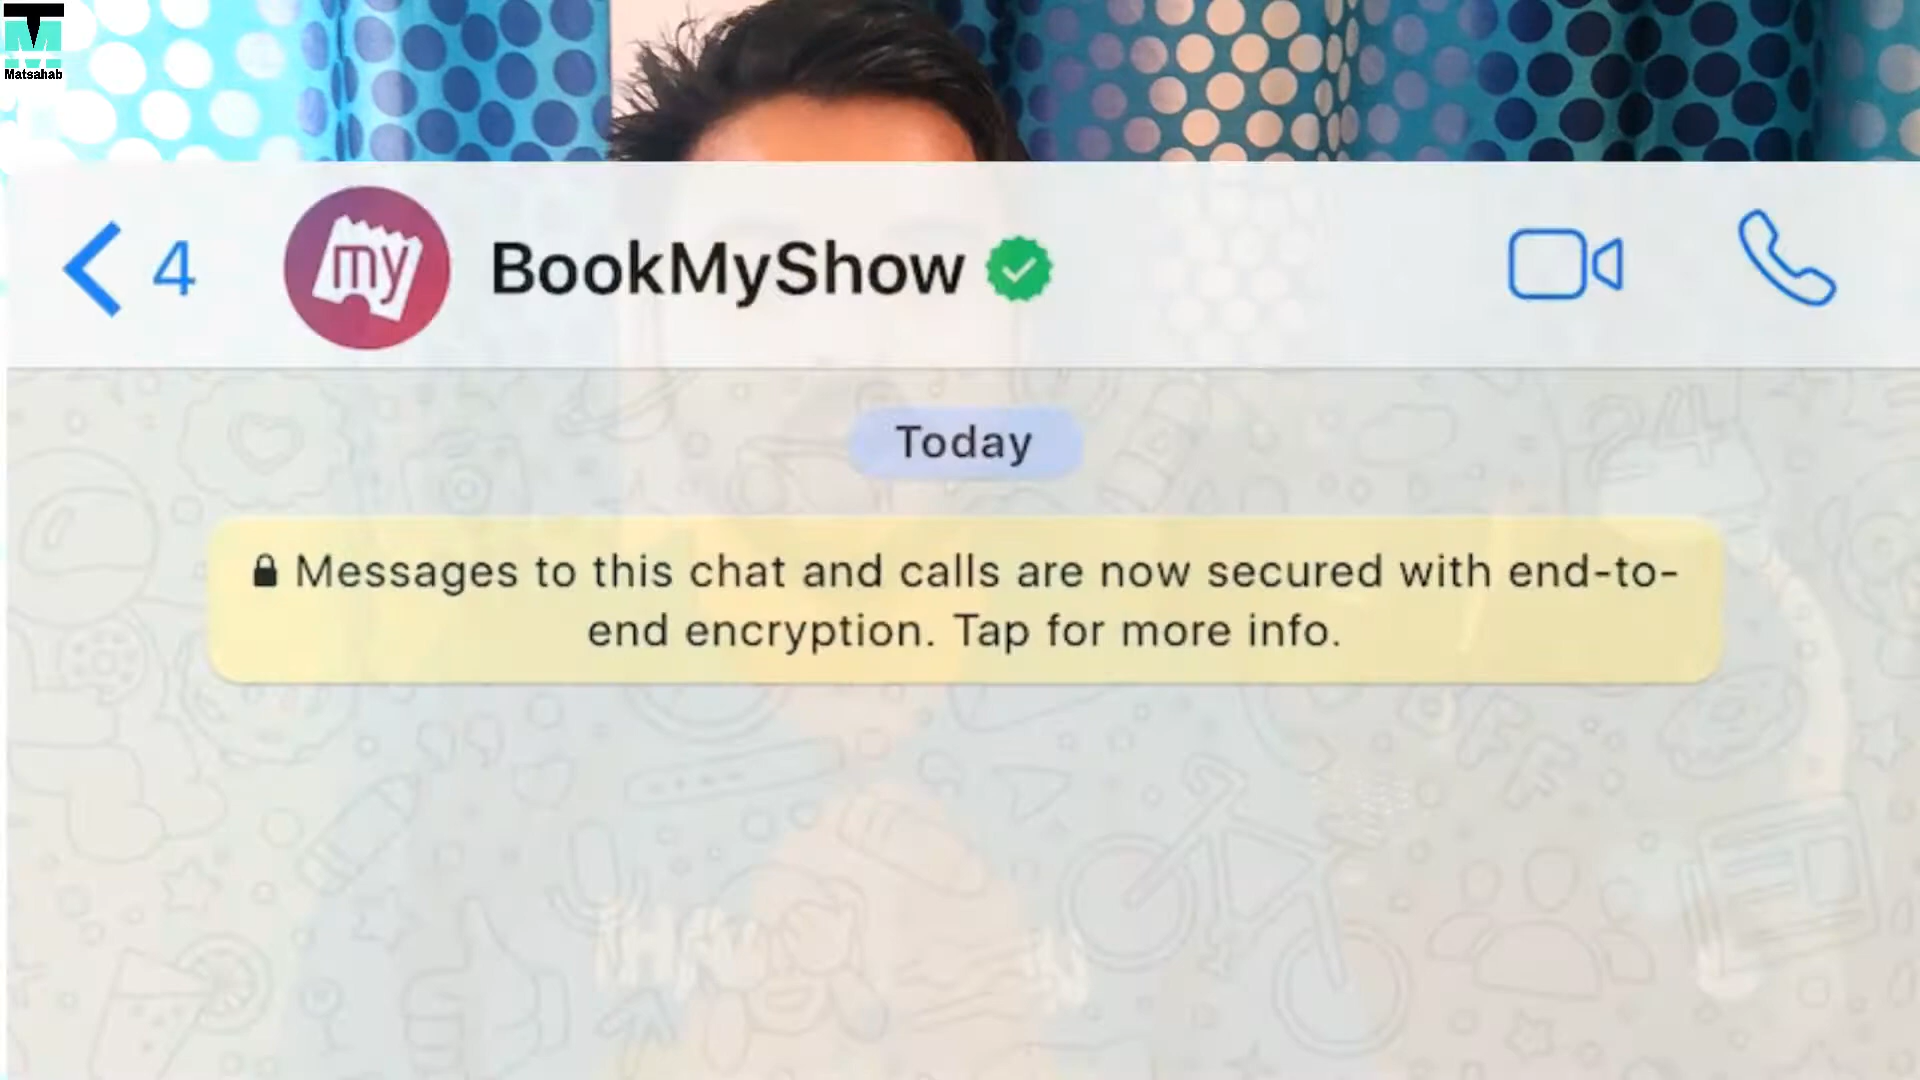 Matsahab
4
my
BookMyShow
Today
Messages to this chat and calls are now secured with end-to-
end encryption. Tap for more info.